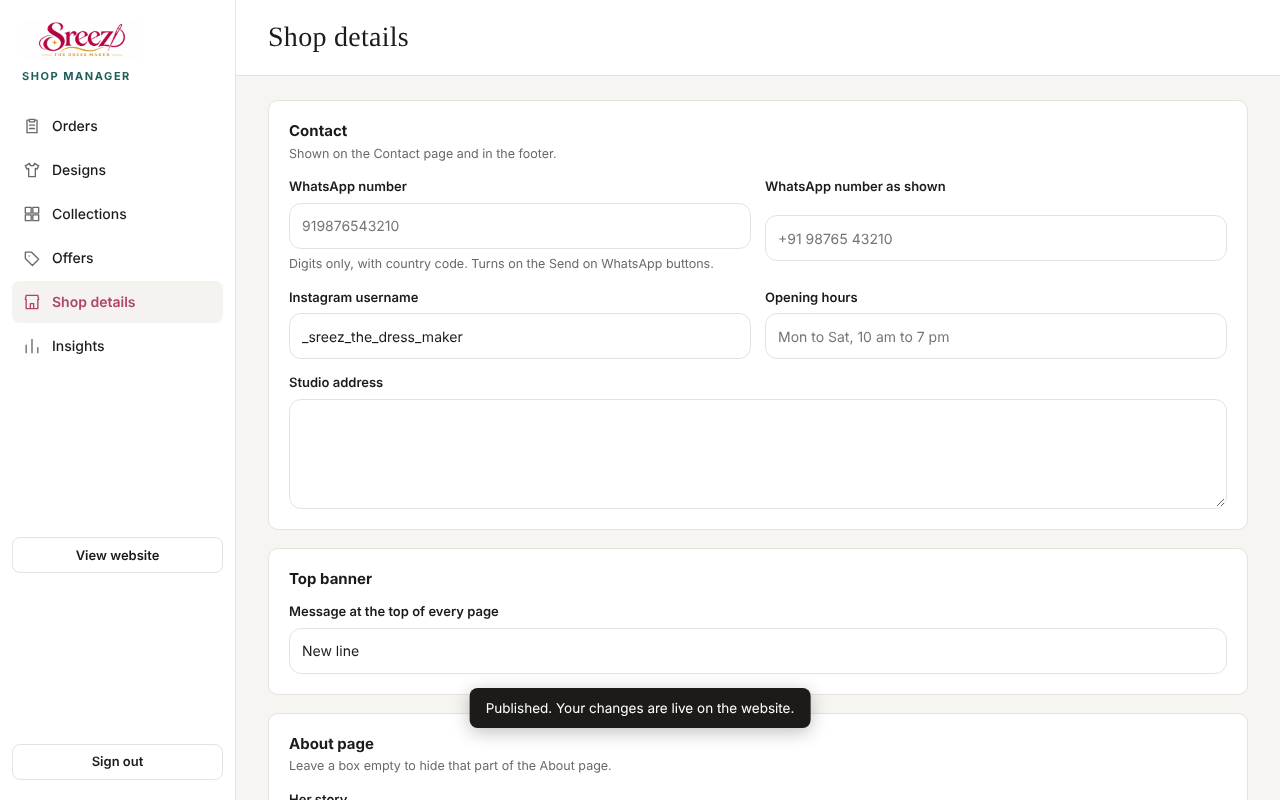 Sreez
THE DRESS MAKER
SHOP MANAGER
Orders
Designs
Collections
Offers
Shop details
Insights
View website
Sign out
Shop details
Contact
Shown on the Contact page and in the footer.
WhatsApp number
WhatsApp number as shown
919876543210
+91 98765 43210
Digits only, with country code. Turns on the Send on WhatsApp buttons.
Instagram username
Opening hours
_sreez_the_dress_maker
Mon to Sat, 10 am to 7 pm
Studio address
Top banner
Message at the top of every page
New line
Published. Your changes are live on the website.
About page
Leave a box empty to hide that part of the About page.
Her story